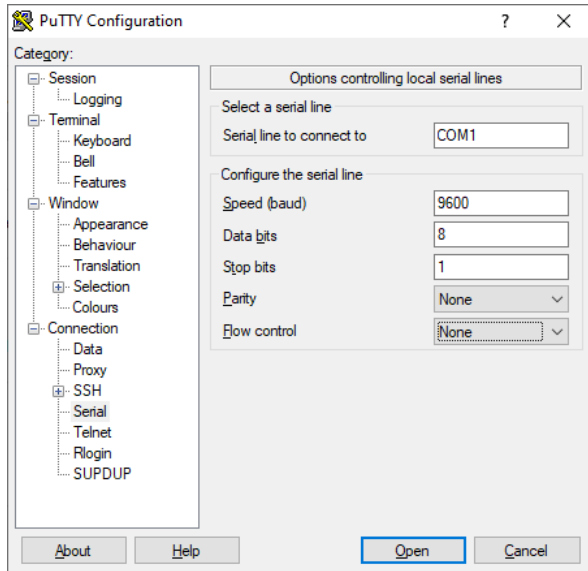 PuTTY Configuration
Category:
Session
Logging
Terminal
Keyboard
Bell
Features
Window
Appearance
Behaviour
Translation
Selection
Colours
Connection
Data
Proxy
SSH
Serial
Telnet
Rlogin
SUPDUP
Options controlling local serial lines
Select a serial line
Serial line to connect to COM1
Configure the serial line
Speed (baud) 9600
Data bits 8
Stop bits 1
Parity None
Flow control None
About Help Open Cancel